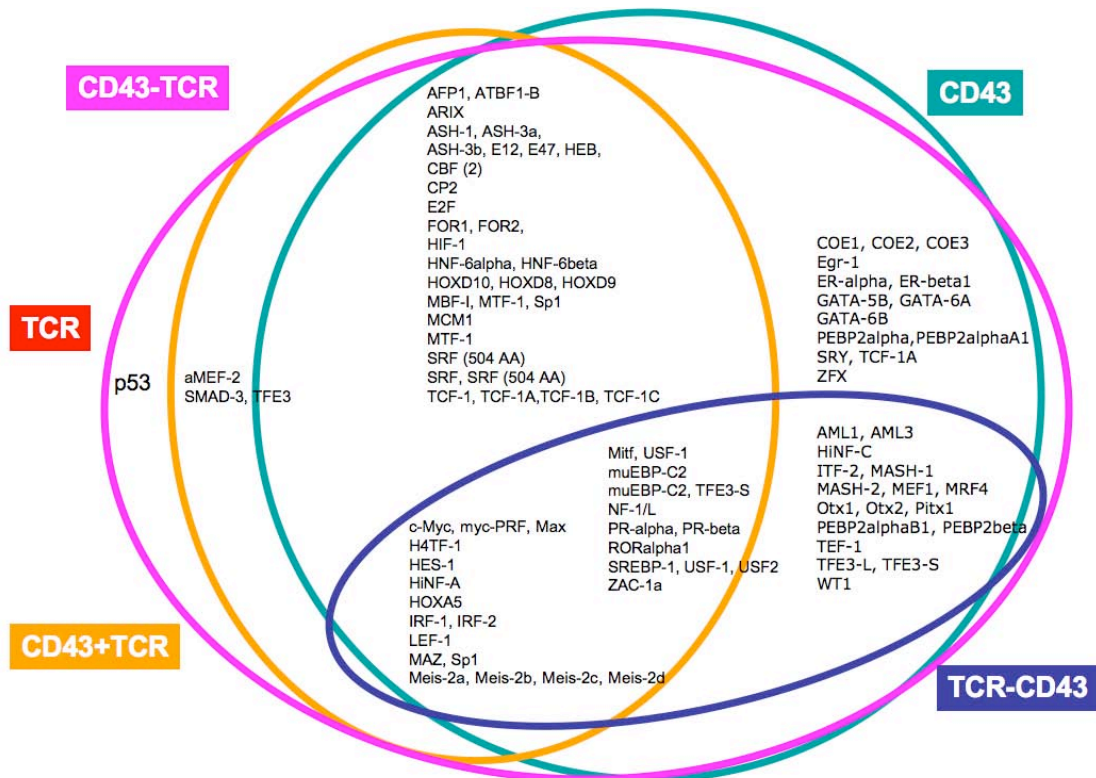 CD43-TCR
CD43
TCR
CD43+TCR
TCR-CD43
p53
aMEF-2
SMAD-3, TFE3
AFP1, ATBF1-B
ARIX
ASH-1, ASH-3a,
ASH-3b, E12, E47, HEB,
CBF (2)
CP2
E2F
FOR1, FOR2,
HIF-1
HNF-6alpha, HNF-6beta
HOXD10, HOXD8, HOXD9
MBF-I, MTF-1, Sp1
MCM1
MTF-1
SRF (504 AA)
SRF, SRF (504 AA)
TCF-1, TCF-1A,TCF-1B, TCF-1C
COE1, COE2, COE3
Egr-1
ER-alpha, ER-beta1
GATA-5B, GATA-6A
GATA-6B
PEBP2alpha,PEBP2alphaA1
SRY, TCF-1A
ZFX
c-Myc, myc-PRF, Max
H4TF-1
HES-1
HiNF-A
HOXA5
IRF-1, IRF-2
LEF-1
MAZ, Sp1
Meis-2a, Meis-2b, Meis-2c, Meis-2d
Mitf, USF-1
muEBP-C2
muEBP-C2, TFE3-S
NF-1/L
PR-alpha, PR-beta
RORalpha1
SREBP-1, USF-1, USF2
ZAC-1a
AML1, AML3
HiNF-C
ITF-2, MASH-1
MASH-2, MEF1, MRF4
Otx1, Otx2, Pitx1
PEBP2alphaB1, PEBP2beta
TEF-1
TFE3-L, TFE3-S
WT1